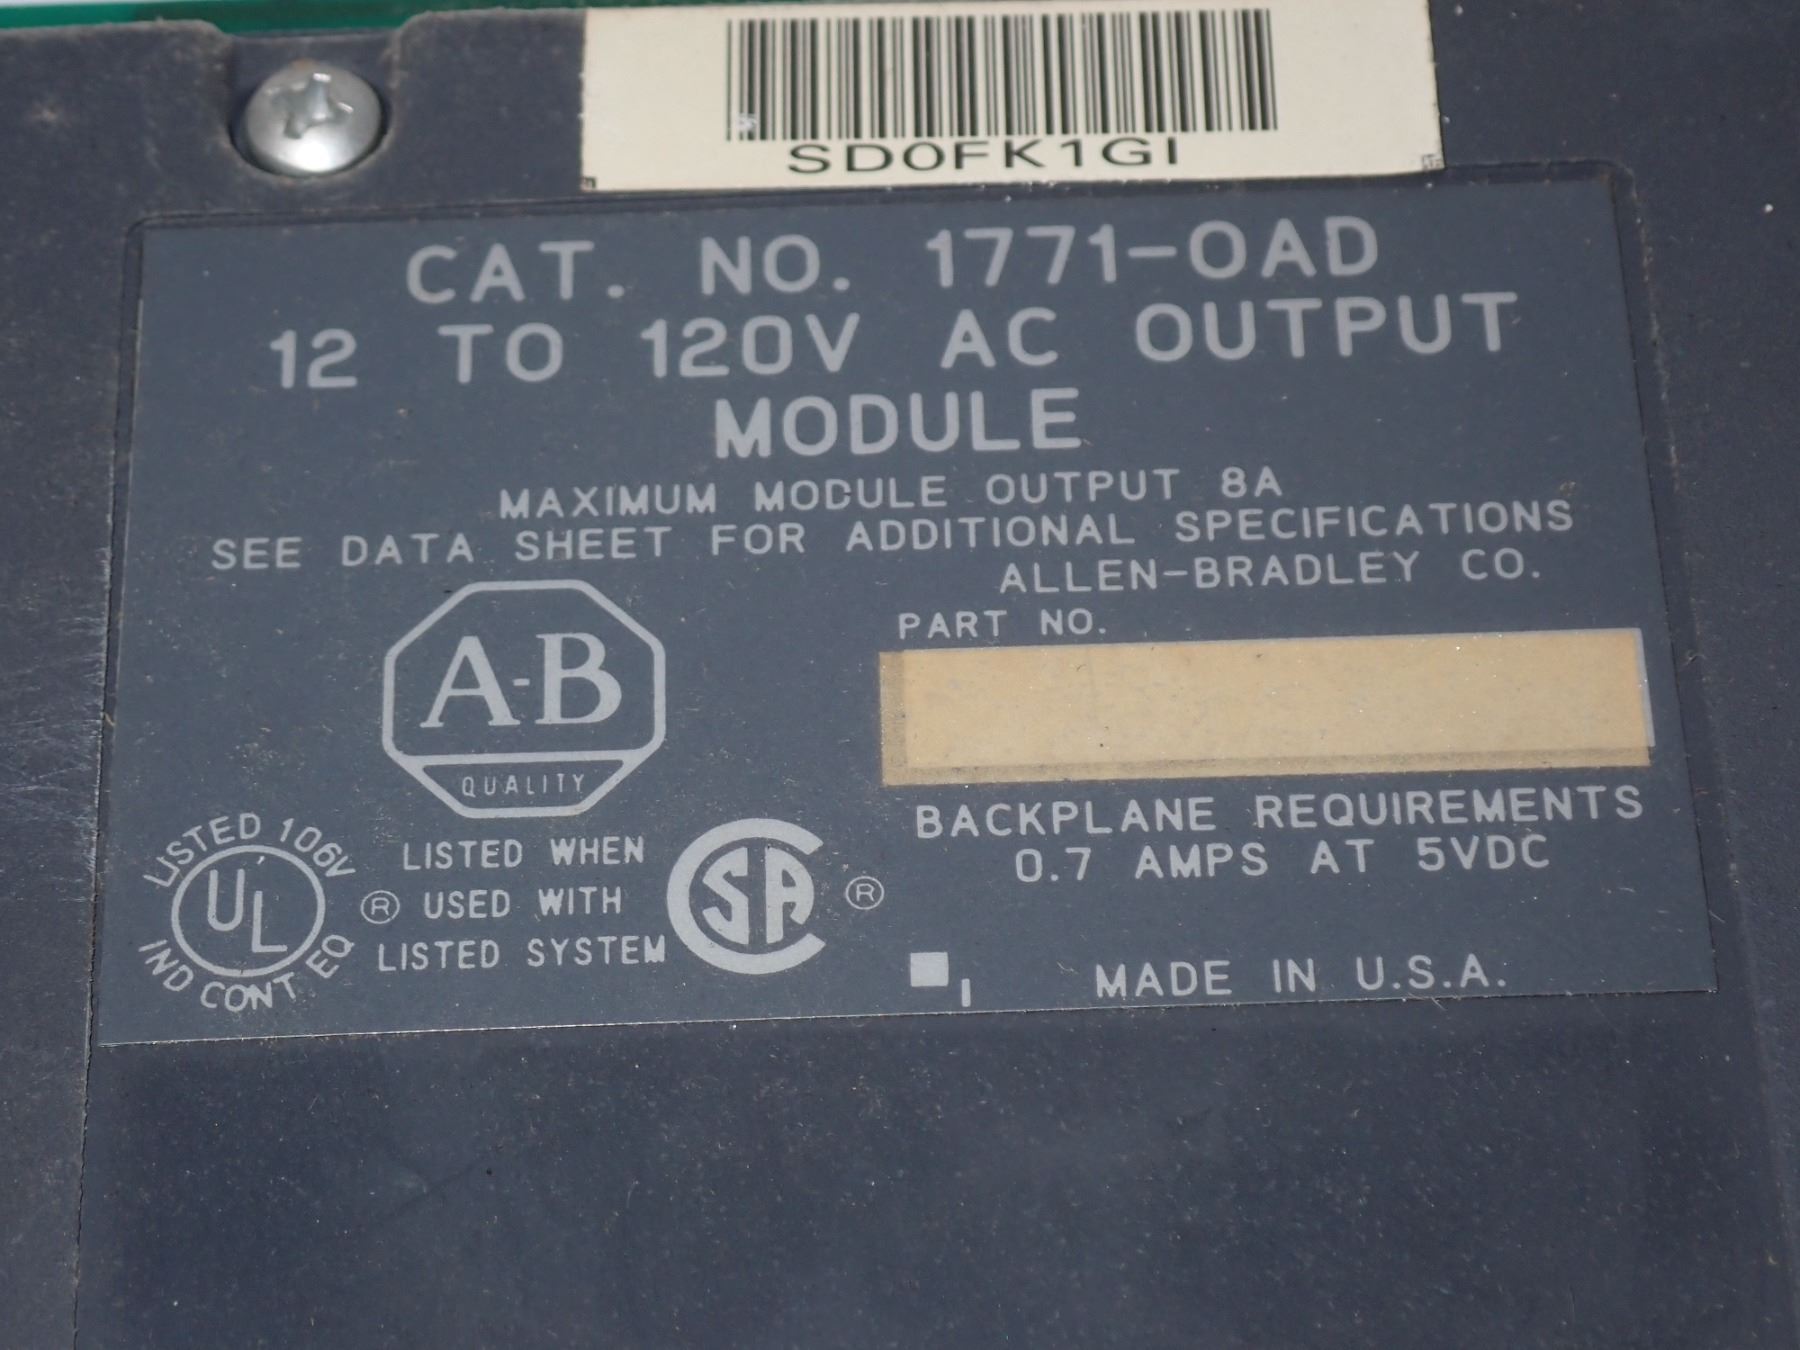 SD0FK1GI
CAT. NO. 1771-OAD
12 TO 120V AC OUTPUT
MODULE
MAXIMUM MODULE OUTPUT 8A
SEE DATA SHEET FOR ADDITIONAL SPECIFICATIONS
ALLEN-BRADLEY CO.
PART NO.
A-B
QUALITY
BACKPLANE REQUIREMENTS
0.7 AMPS AT 5VDC
LISTED 106V
UL
IND CONT EQ
®
LISTED WHEN
USED WITH
LISTED SYSTEM
CSA ®
MADE IN U.S.A.